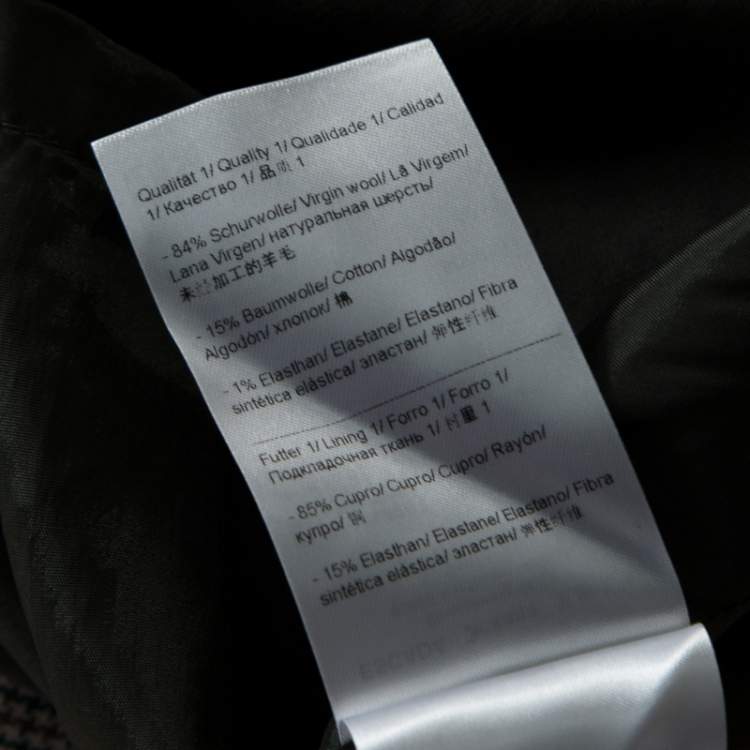 Qualität 1/ Quality 1/ Qualidade 1/ Calidad
1/ Качество 1/ 品质 1
- 84% Schurwolle/ Virgin wool/ Lã Virgem/
Lana Virgen/ натуральная шерсть/
未经加工的羊毛
- 15% Baumwolle/ Cotton/ Algodão/
Algodón/ хлопок/ 棉
- 1% Elasthan/ Elastane/ Elastano/ Fibra
sintética elástica/ эластан/ 弹性纤维
Futter 1/ Lining 1/ Forro 1/ Forro 1/
Подкладочная ткань 1/ 衬里 1
- 85% Cupro/ Cupro/ Cupro/ Rayón/
купро/ 铜
- 15% Elasthan/ Elastane/ Elastano/ Fibra
sintética elástica/ эластан/ 弹性纤维